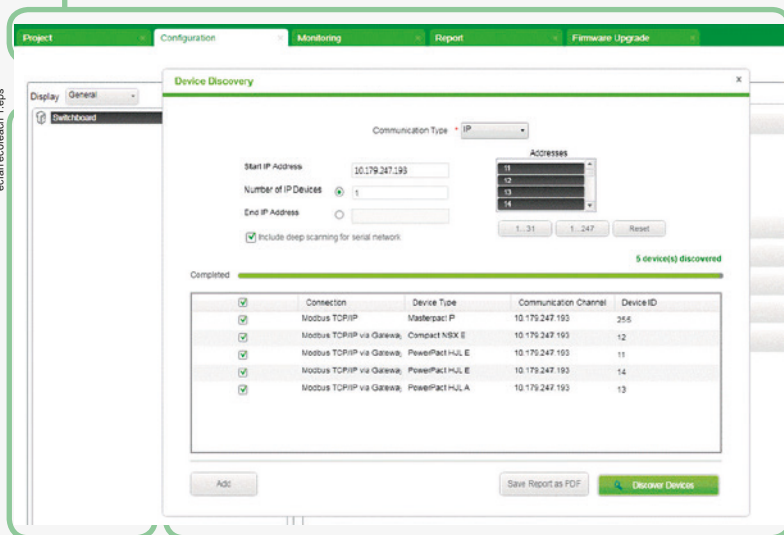 Project Configuration Monitoring Report Firmware Upgrade
Display General
Switchboard
Device Discovery x
Communication Type * IP
Start IP Address 10.179.247.193
Number of IP Devices 1
End IP Address
Include deep scanning for serial network
Addresses
11
12
13
14
1...31 1...247 Reset
5 device(s) discovered
Completed
Connection Device Type Communication Channel Device ID
Modbus TCP/IP Masterpact P 10.179.247.193 255
Modbus TCP/IP via Gateway Compact NSX E 10.179.247.193 12
Modbus TCP/IP via Gateway PowerPact HJL E 10.179.247.193 11
Modbus TCP/IP via Gateway PowerPact HJL E 10.179.247.193 14
Modbus TCP/IP via Gateway PowerPact HJL A 10.179.247.193 13
Add Save Report as PDF Discover Devices